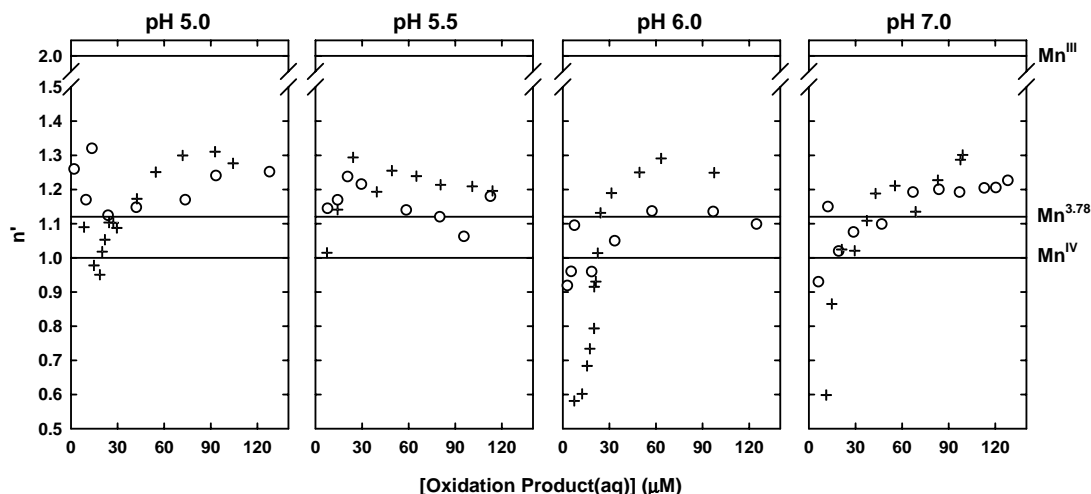 pH 5.0 pH 5.5 pH 6.0 pH 7.0
2.0 Mn^III
1.5
1.4
1.3
1.2
Mn^3.78
1.1
n'
1.0 Mn^IV
0.9
0.8
0.7
0.6
0.5
0 30 60 90 120 0 30 60 90 120 0 30 60 90 120 0 30 60 90 120
[Oxidation Product(aq)] (μM)